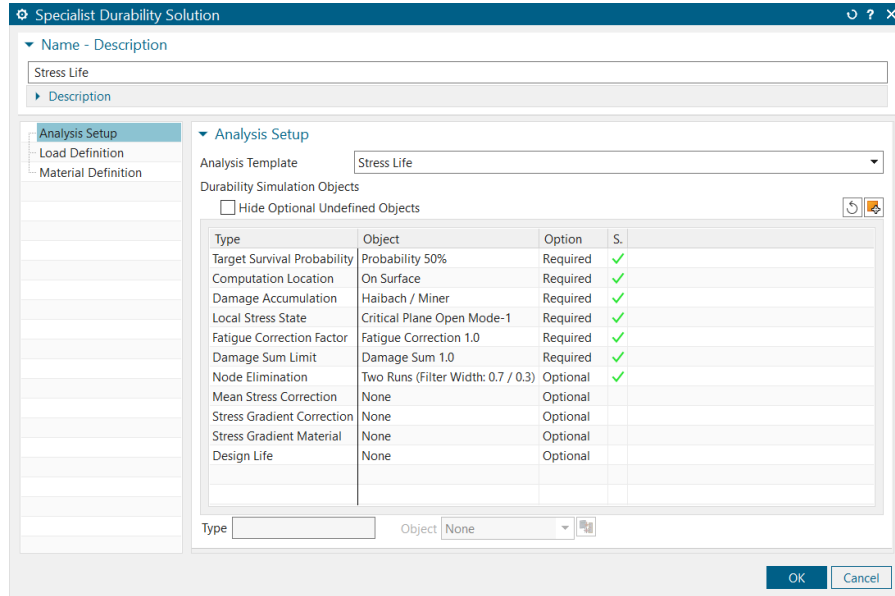 Specialist Durability Solution
Name - Description
Stress Life
Description
Analysis Setup
Load Definition
Material Definition
Analysis Setup
Analysis Template Stress Life
Durability Simulation Objects
Hide Optional Undefined Objects
Type Object Option S.
Target Survival Probability Probability 50% Required
Computation Location On Surface Required
Damage Accumulation Haibach / Miner Required
Local Stress State Critical Plane Open Mode-1 Required
Fatigue Correction Factor Fatigue Correction 1.0 Required
Damage Sum Limit Damage Sum 1.0 Required
Node Elimination Two Runs (Filter Width: 0.7 / 0.3) Optional
Mean Stress Correction None Optional
Stress Gradient Correction None Optional
Stress Gradient Material None Optional
Design Life None Optional
Type Object None
OK Cancel